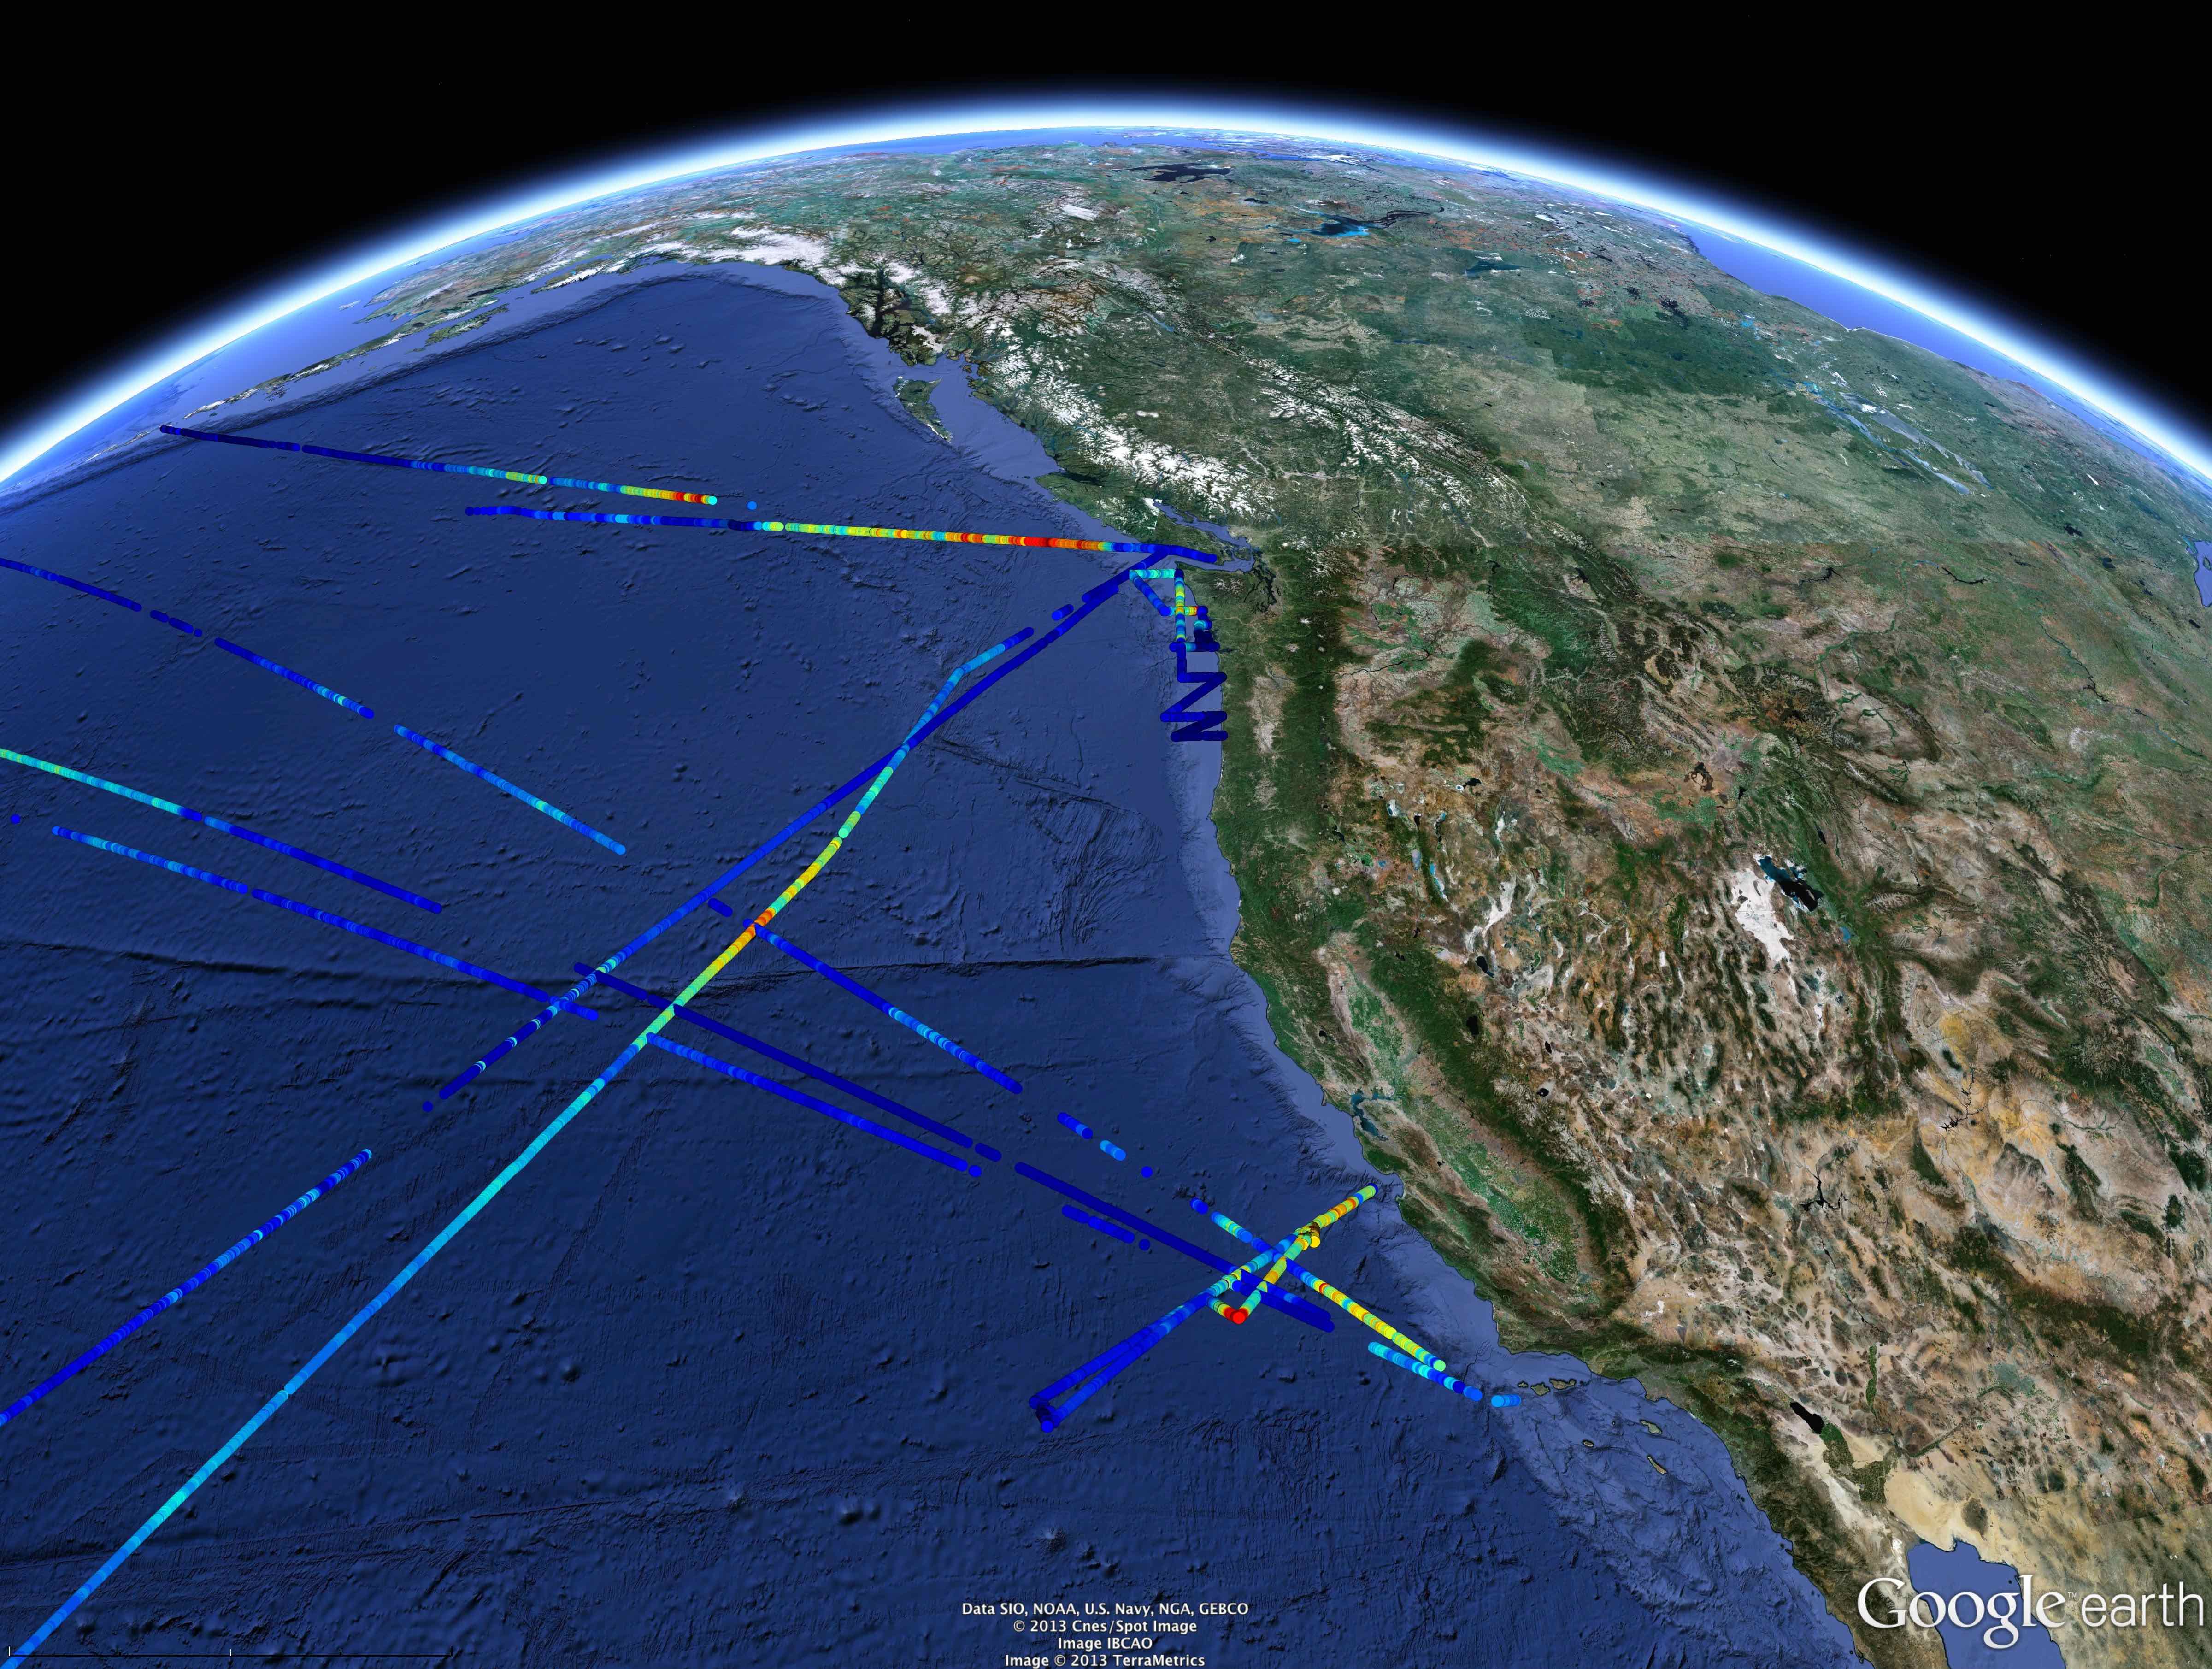 Data SIO, NOAA, U.S. Navy, NGA, GEBCO
© 2013 Cnes/Spot Image
Image IBCAO
Image © 2013 TerraMetrics
Google earth